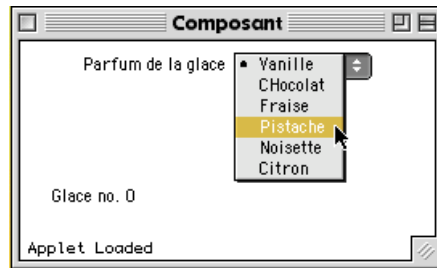 Composant
Parfum de la glace • Vanille
CHocolat
Fraise
Pistache
Noisette
Citron
Glace no. 0
Applet Loaded